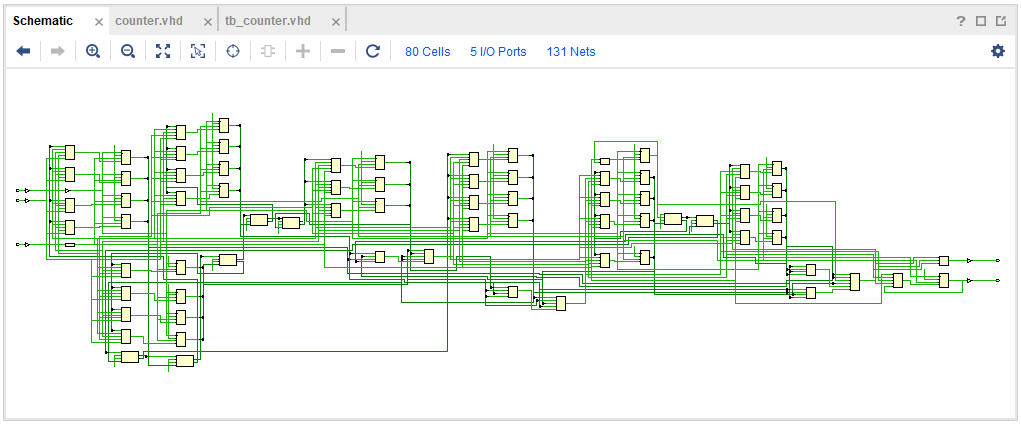 Schematic counter.vhd tb_counter.vhd ?
80 Cells 5 I/O Ports 131 Nets